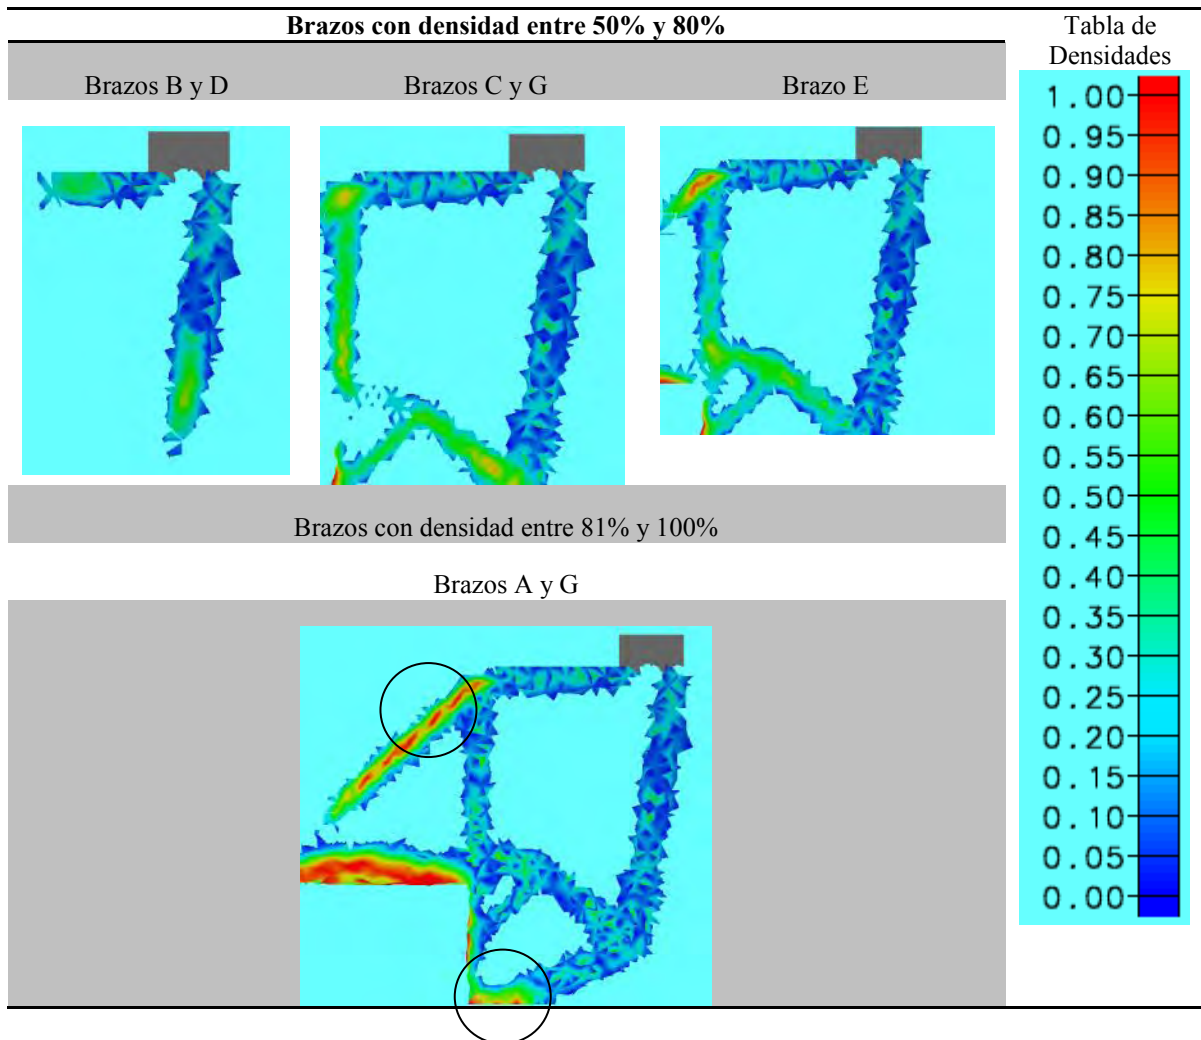 Brazos con densidad entre 50% y 80%
Tabla de
Densidades
Brazos B y D
Brazos C y G
Brazo E
1.00
0.95
0.90
0.85
0.80
0.75
0.70
0.65
0.60
0.55
0.50
0.45
0.40
0.35
0.30
0.25
0.20
0.15
0.10
0.05
0.00
Brazos con densidad entre 81% y 100%
Brazos A y G